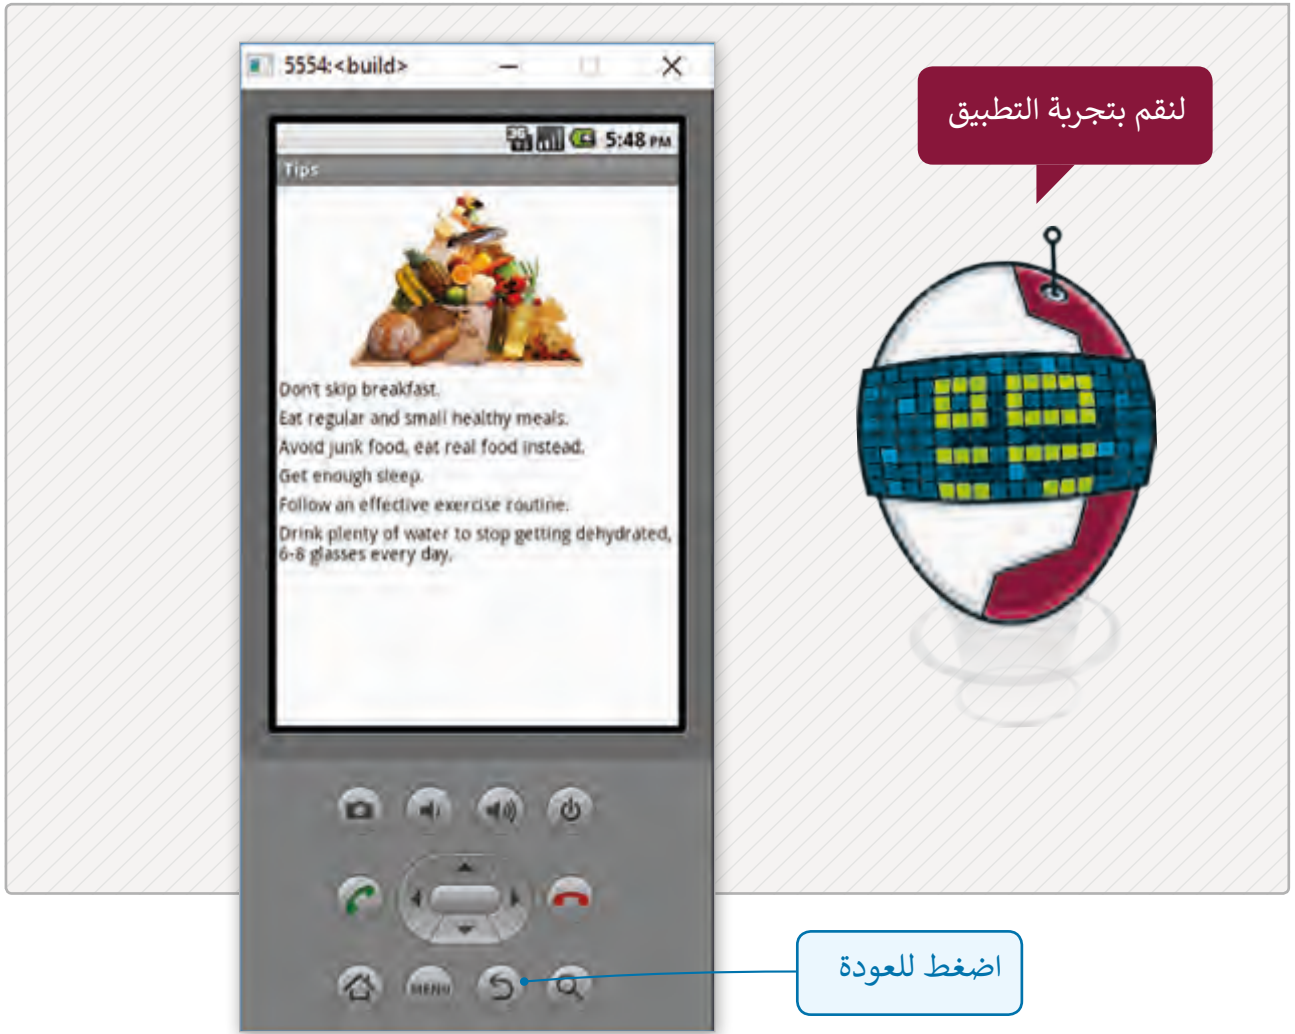 5554:<build>
لنقم بتجربة التطبيق
3G
5:48 PM
Tips
Don't skip breakfast.
Eat regular and small healthy meals.
Avoid junk food, eat real food instead.
Get enough sleep.
Follow an effective exercise routine.
Drink plenty of water to stop getting dehydrated,
6-8 glasses every day.
MENU
اضغط للعودة